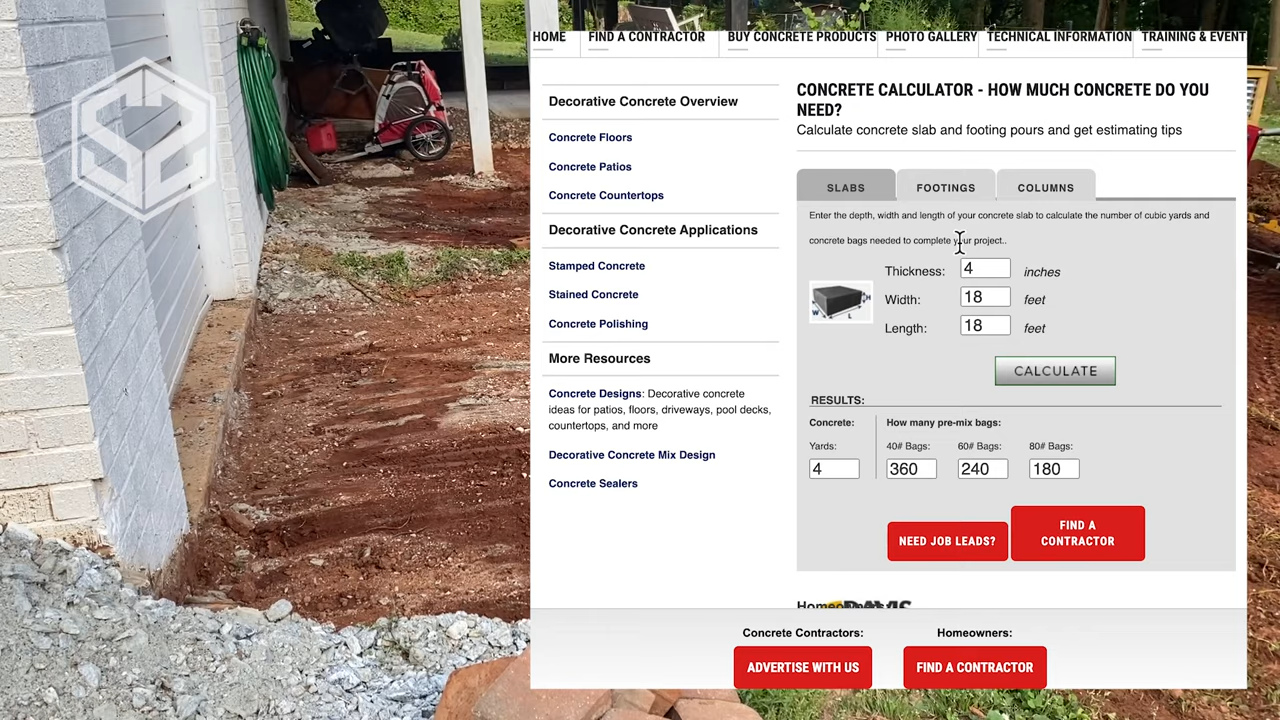 S2
HOME FIND A CONTRACTOR BUY CONCRETE PRODUCTS PHOTO GALLERY TECHNICAL INFORMATION TRAINING & EVENT
Decorative Concrete Overview
Concrete Floors
Concrete Patios
Concrete Countertops
Decorative Concrete Applications
Stamped Concrete
Stained Concrete
Concrete Polishing
More Resources
Concrete Designs: Decorative concrete
ideas for patios, floors, driveways, pool decks,
countertops, and more
Decorative Concrete Mix Design
Concrete Sealers
CONCRETE CALCULATOR - HOW MUCH CONCRETE DO YOU
NEED?
Calculate concrete slab and footing pours and get estimating tips
SLABS FOOTINGS COLUMNS
Enter the depth, width and length of your concrete slab to calculate the number of cubic yards and
concrete bags needed to complete your project..
Thickness: 4 inches
Width: 18 feet
Length: 18 feet
W L H
CALCULATE
RESULTS:
Concrete: How many pre-mix bags:
Yards: 40# Bags: 60# Bags: 80# Bags:
4 360 240 180
NEED JOB LEADS?
FIND A
CONTRACTOR
Concrete Contractors: Homeowners:
ADVERTISE WITH US FIND A CONTRACTOR